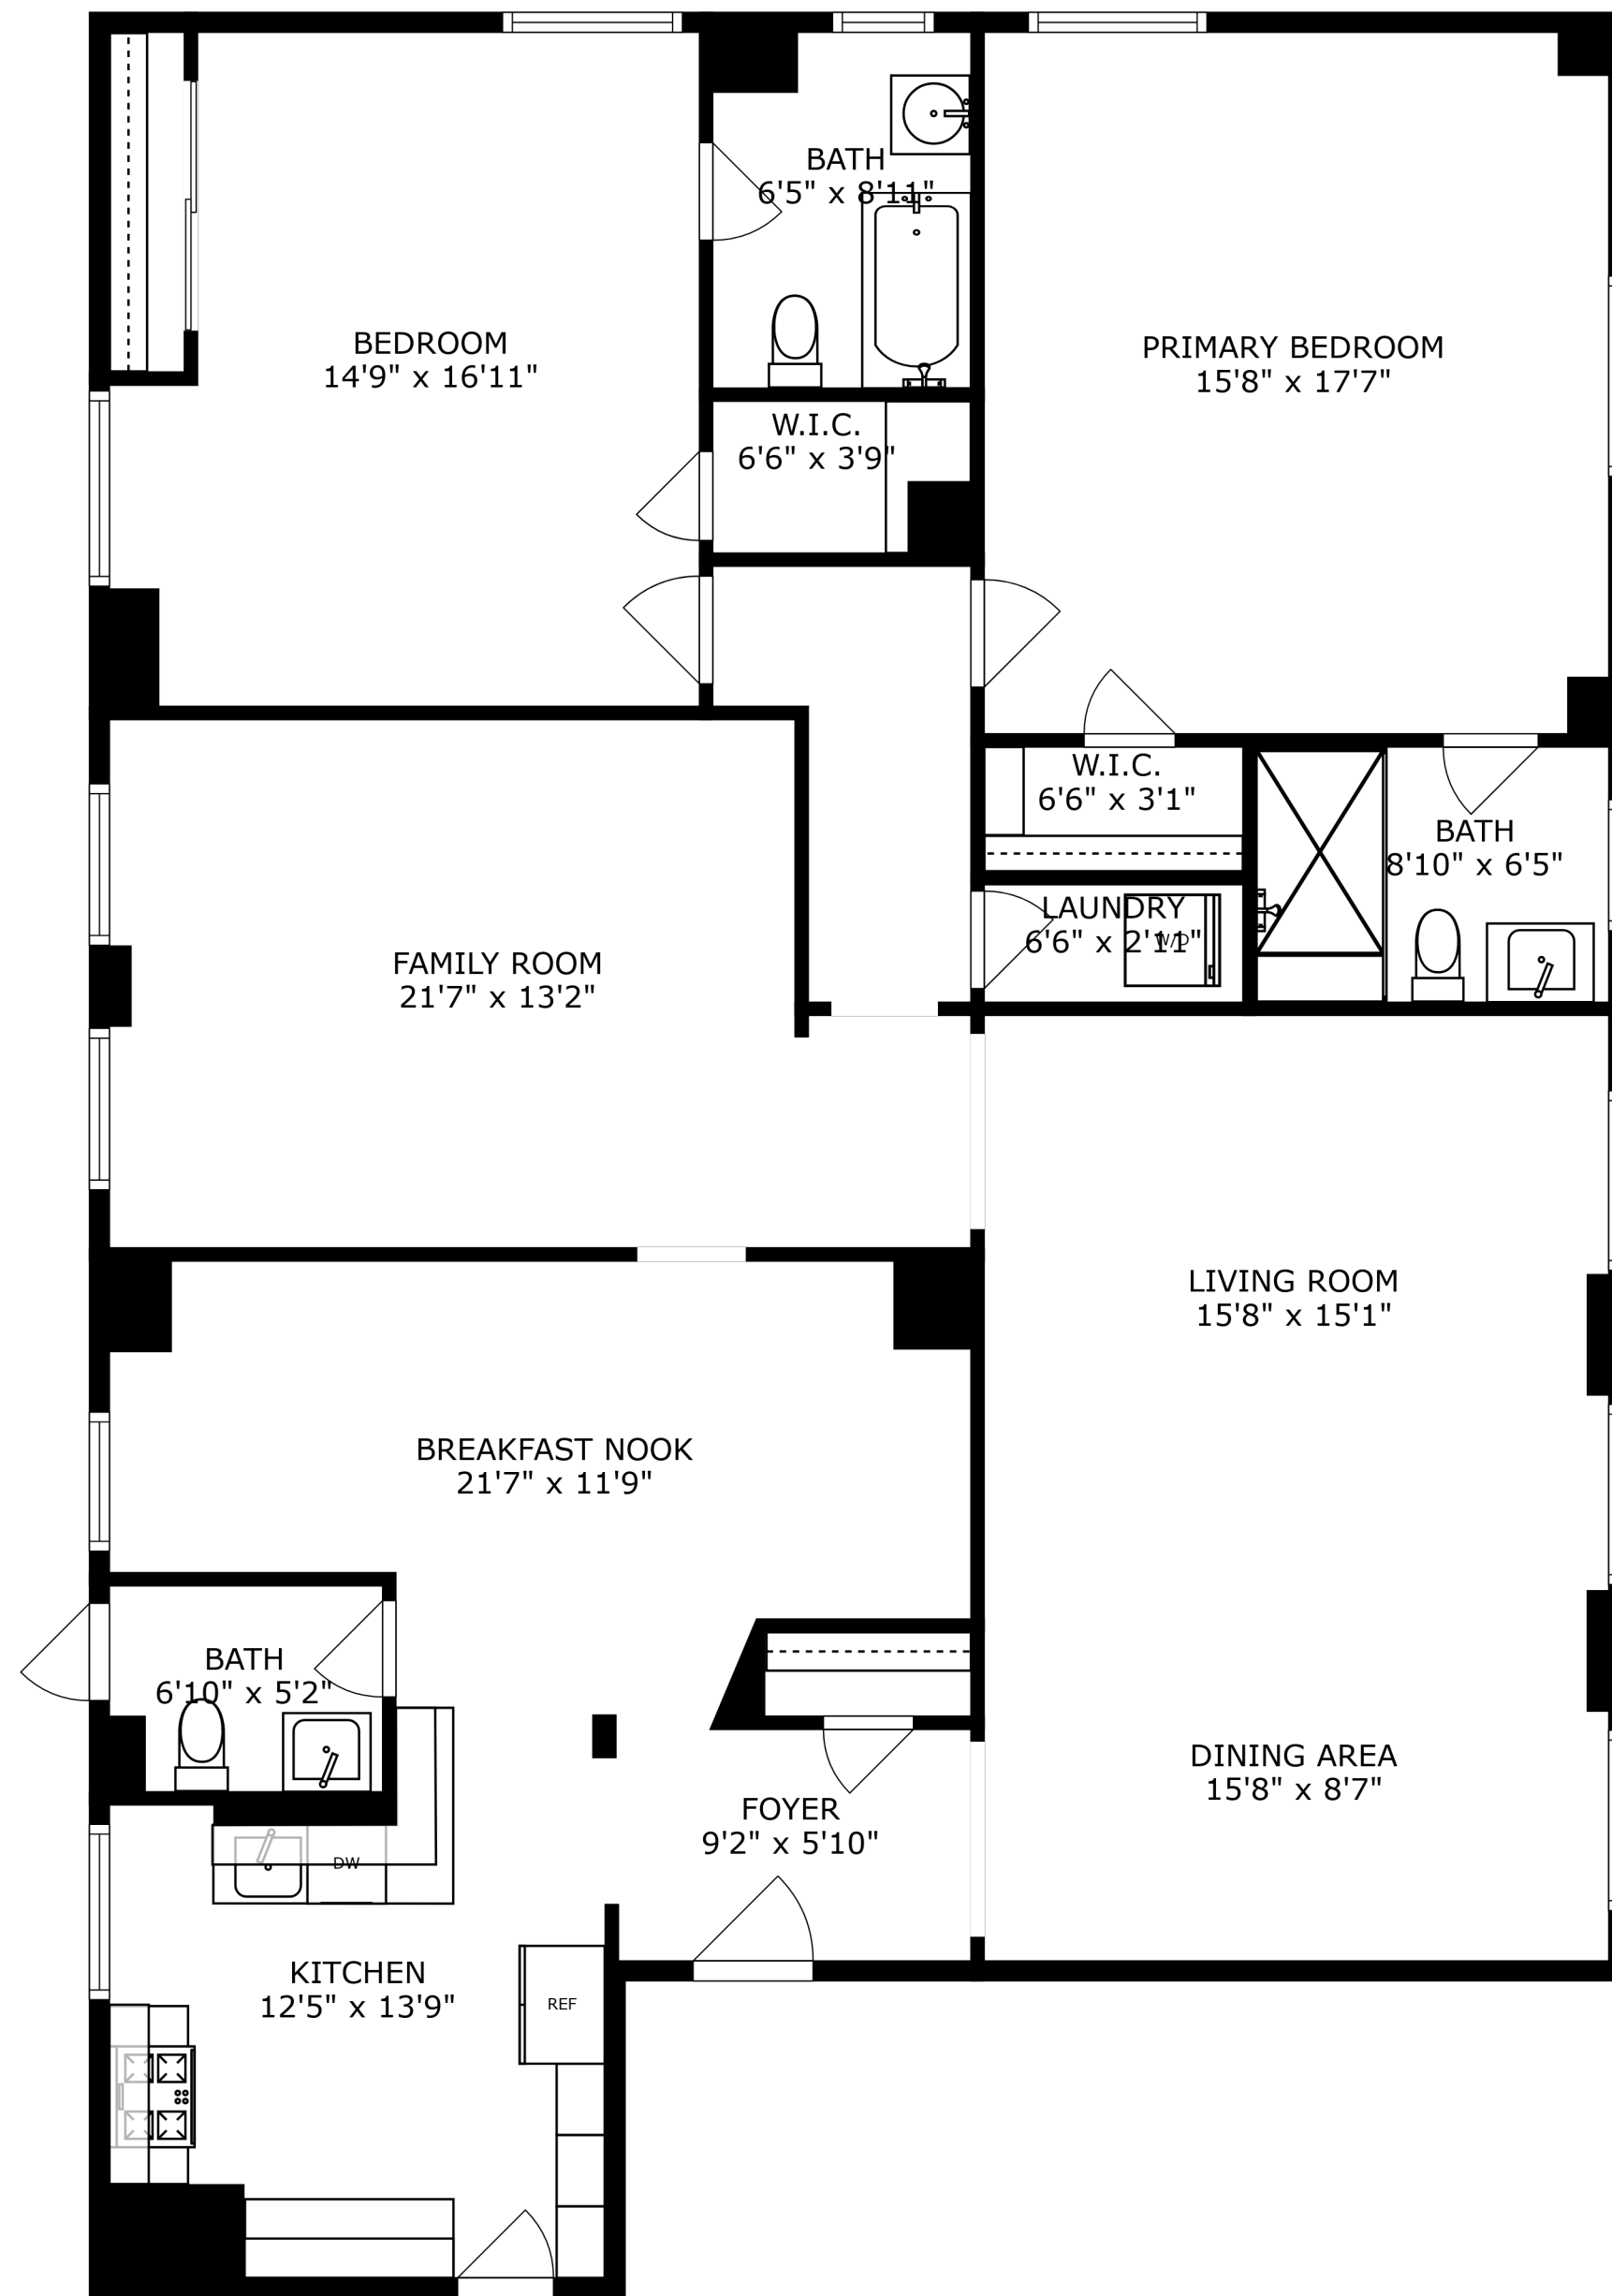 BATH
6'5" x 8'11"
BEDROOM
14'9" x 16'11"
PRIMARY BEDROOM
15'8" x 17'7"
W.I.C.
6'6" x 3'9"
W.I.C.
6'6" x 3'1"
BATH
8'10" x 6'5"
LAUNDRY
6'6" x 2'11"
W/D
FAMILY ROOM
21'7" x 13'2"
LIVING ROOM
15'8" x 15'1"
BREAKFAST NOOK
21'7" x 11'9"
BATH
6'10" x 5'2"
DINING AREA
15'8" x 8'7"
FOYER
9'2" x 5'10"
DW
KITCHEN
12'5" x 13'9"
REF